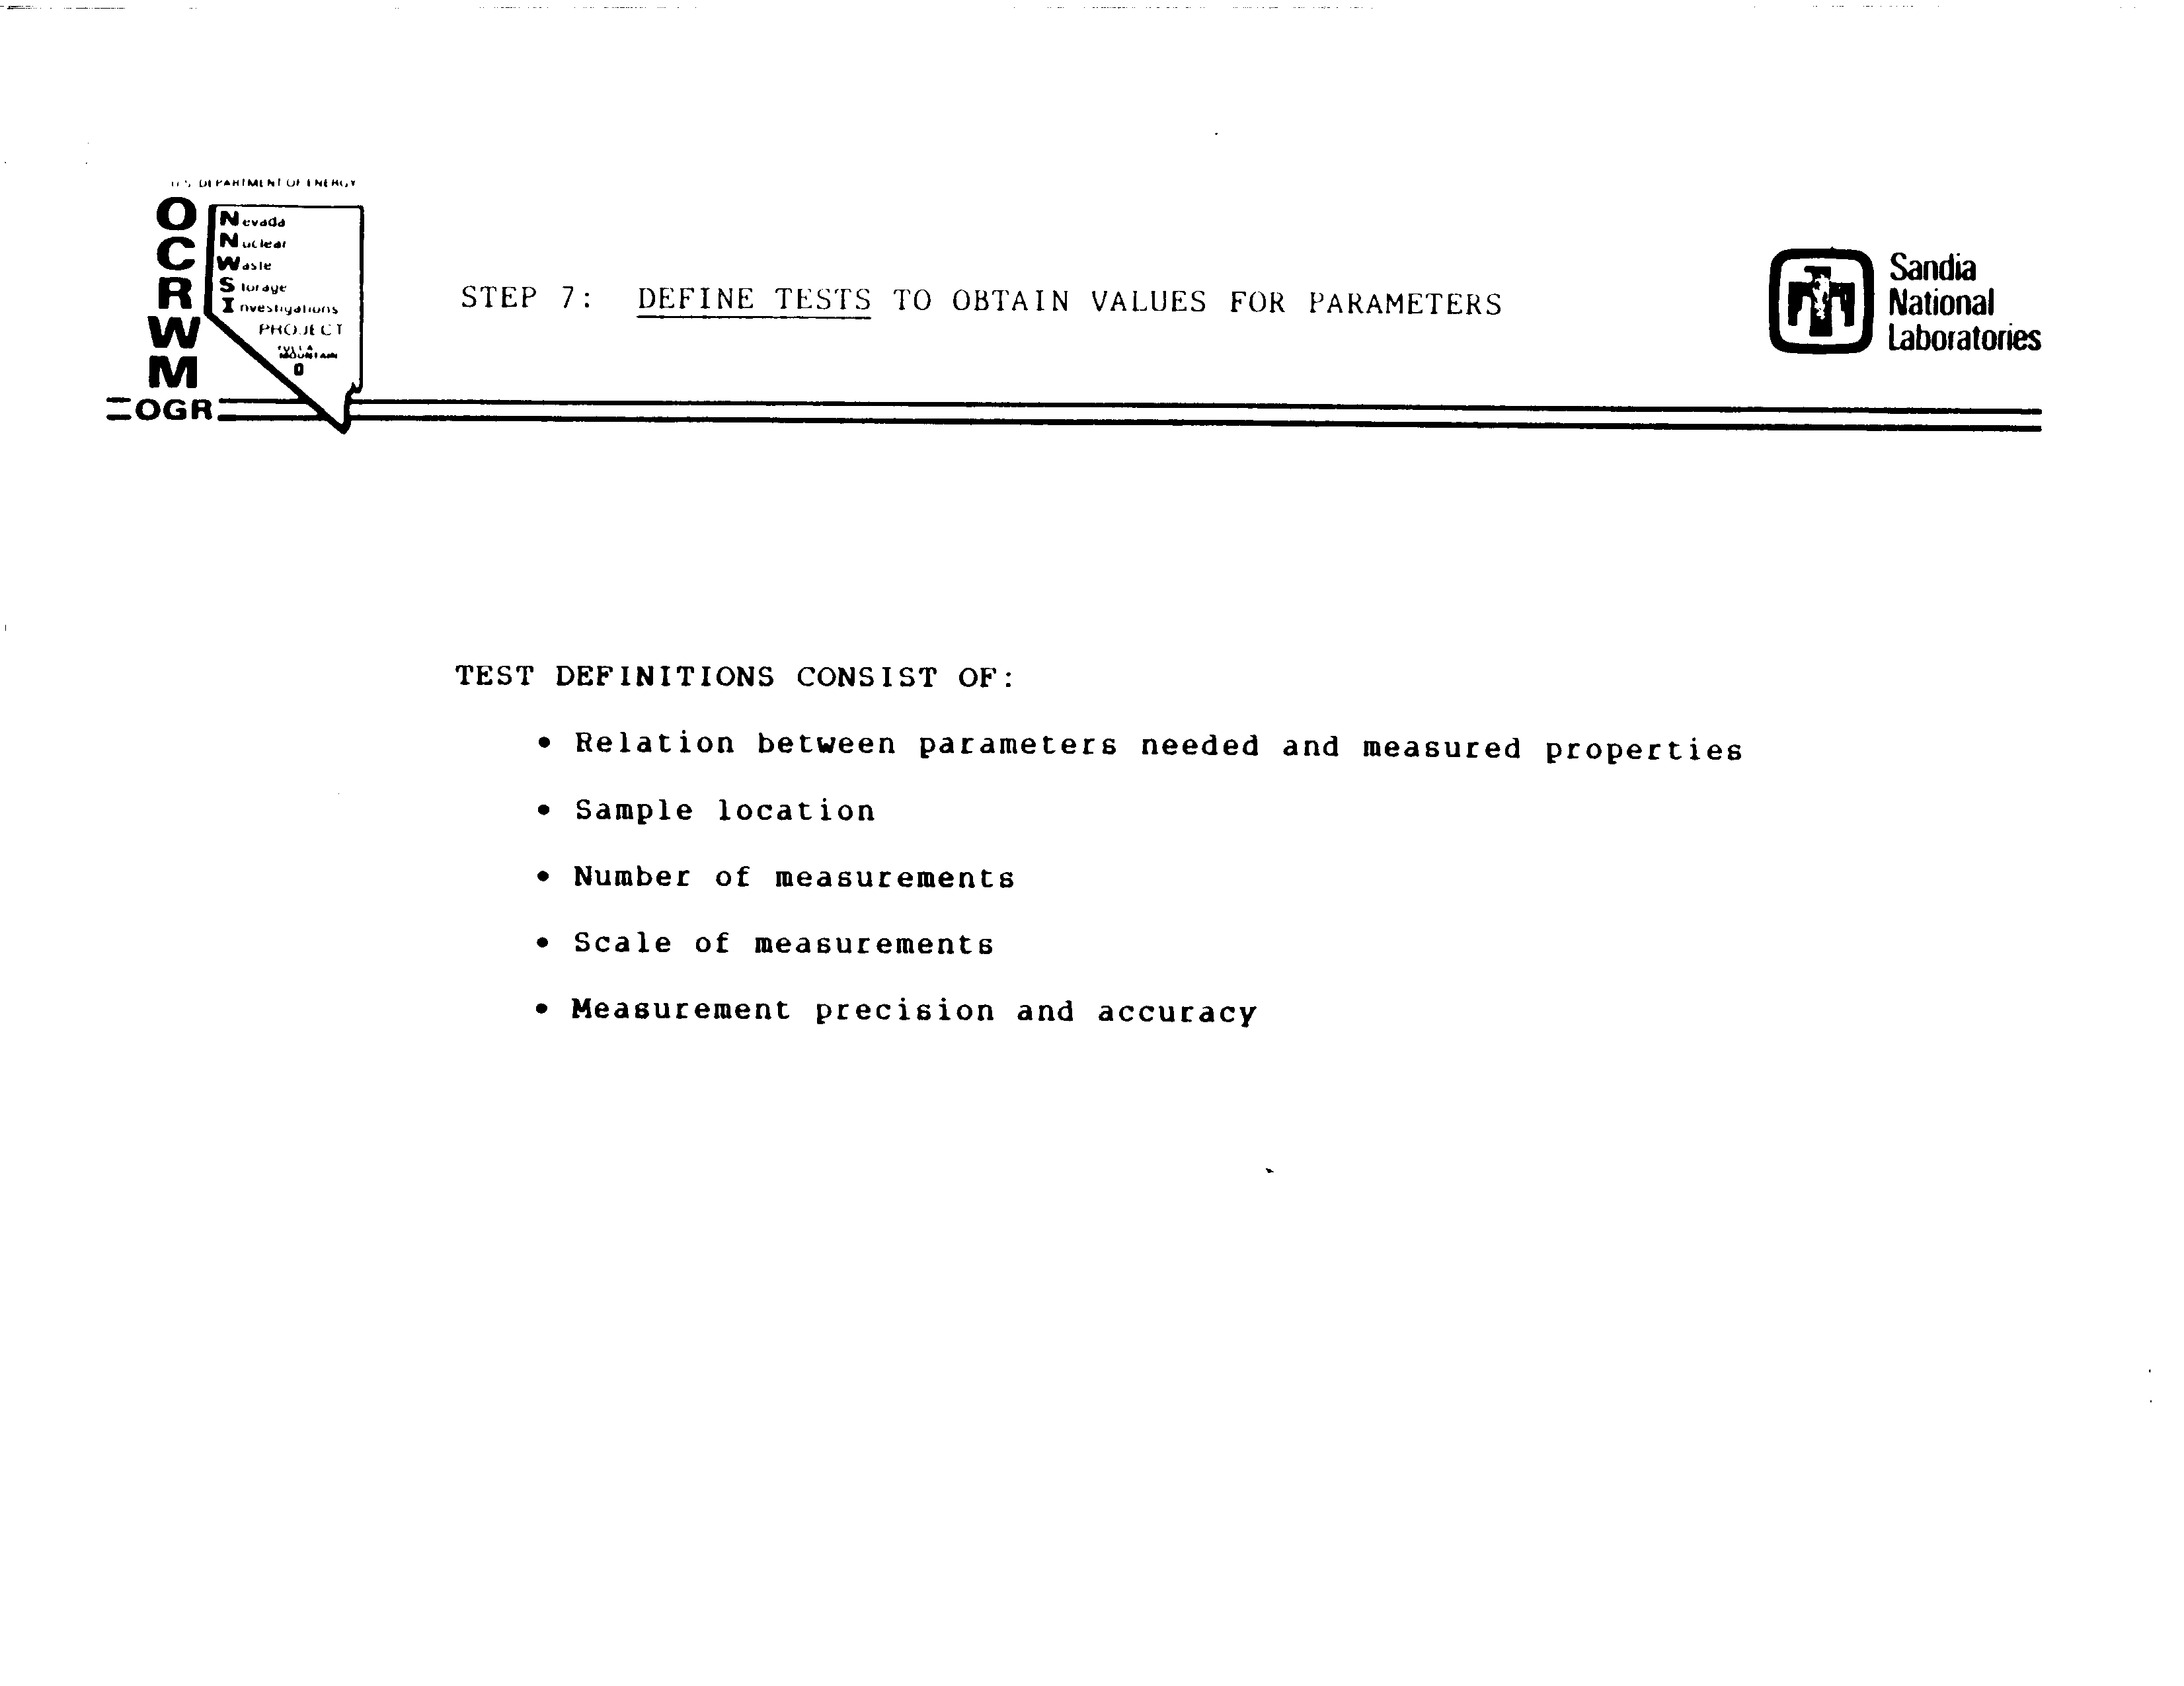 U.S. DEPARTMENT OF ENERGY
OCRWM
Nevada
Nuclear
Waste
Storage
Investigations
PROJECT
MOUNTAIN
OGR
STEP 7: DEFINE TESTS TO OBTAIN VALUES FOR PARAMETERS
Sandia
National
Laboratories
TEST DEFINITIONS CONSIST OF:
• Relation between parameters needed and measured properties
• Sample location
• Number of measurements
• Scale of measurements
• Measurement precision and accuracy